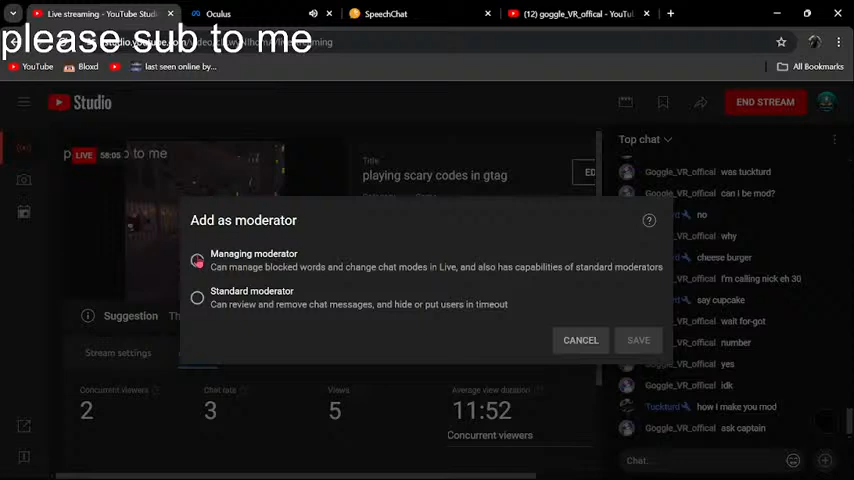 Live streaming - YouTube Studi
Oculus
SpeechChat
(12) goggle_VR_offical - YouTub
please sub to me
YouTube
Bloxd
last seen online by...
All Bookmarks
Studio
END STREAM
LIVE 58:05
to me
Title
playing scary codes in gtag
Top chat
Goggle_VR_offical was tuckturd
Goggle_VR_offical can i be mod?
no
Goggle_VR_offical why
cheese burger
Goggle_VR_offical I'm calling nick eh 30
say cupcake
Goggle_VR_offical wait for-got
Goggle_VR_offical number
Goggle_VR_offical yes
Goggle_VR_offical idk
Tuckturd how i make you mod
Goggle_VR_offical ask captain
Chat...
Add as moderator
Managing moderator
Can manage blocked words and change chat modes in Live, and also has capabilities of standard moderators
Standard moderator
Can review and remove chat messages, and hide or put users in timeout
CANCEL
SAVE
Suggestion
Stream settings
Concurrent viewers
2
Chat rate
3
Views
5
Average view duration
11:52
Concurrent viewers